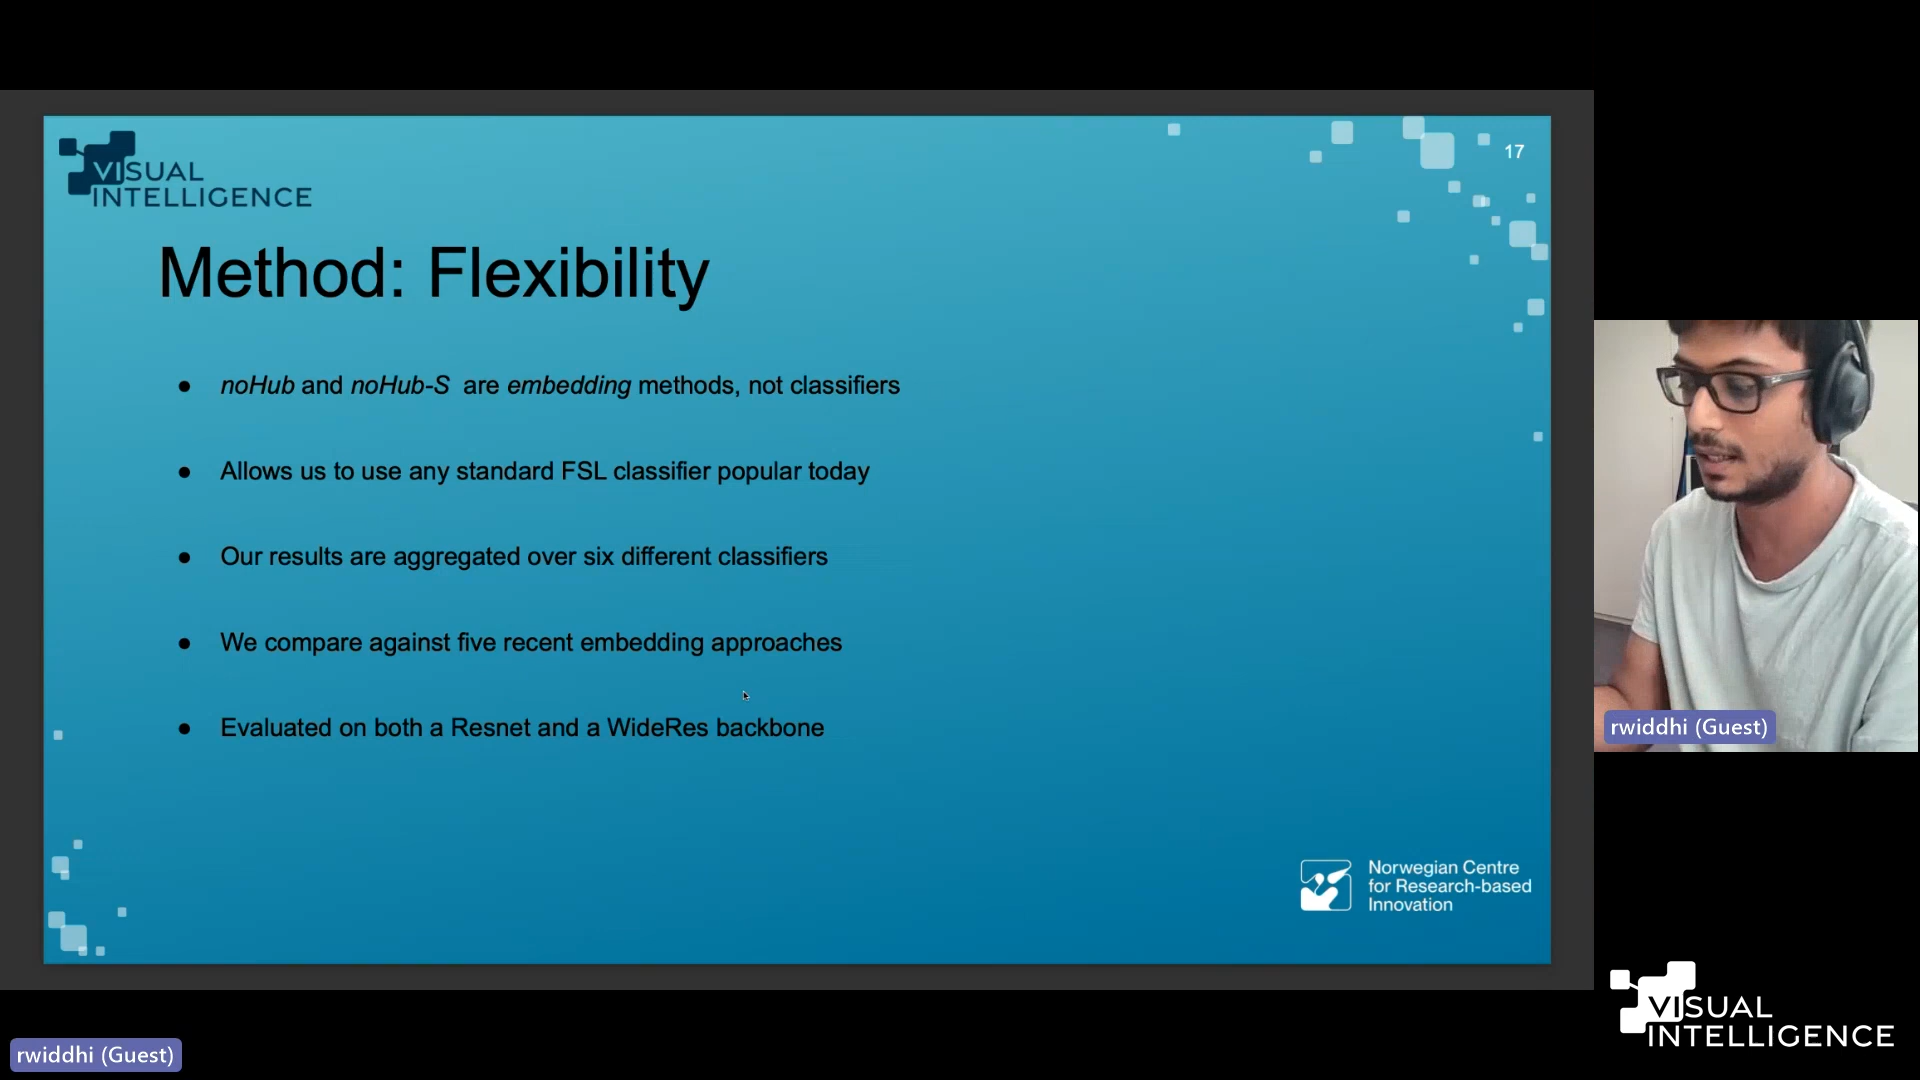 VISUAL
INTELLIGENCE
17
Method: Flexibility
● noHub and noHub-S are embedding methods, not classifiers
● Allows us to use any standard FSL classifier popular today
● Our results are aggregated over six different classifiers
● We compare against five recent embedding approaches
● Evaluated on both a Resnet and a WideRes backbone
Norwegian Centre
for Research-based
Innovation
rwiddhi (Guest)
VISUAL
INTELLIGENCE
rwiddhi (Guest)